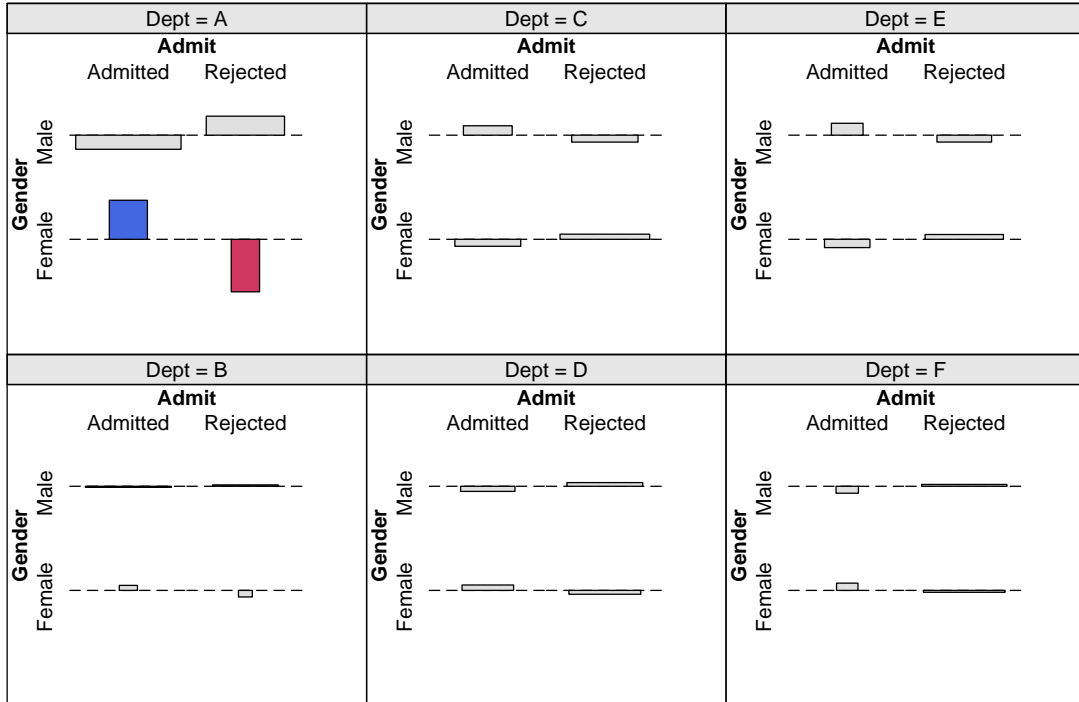 Dept = A
Admit
Admitted Rejected
Gender
Male
Female
Dept = C
Admit
Admitted Rejected
Gender
Male
Female
Dept = E
Admit
Admitted Rejected
Gender
Male
Female
Dept = B
Admit
Admitted Rejected
Gender
Male
Female
Dept = D
Admit
Admitted Rejected
Gender
Male
Female
Dept = F
Admit
Admitted Rejected
Gender
Male
Female